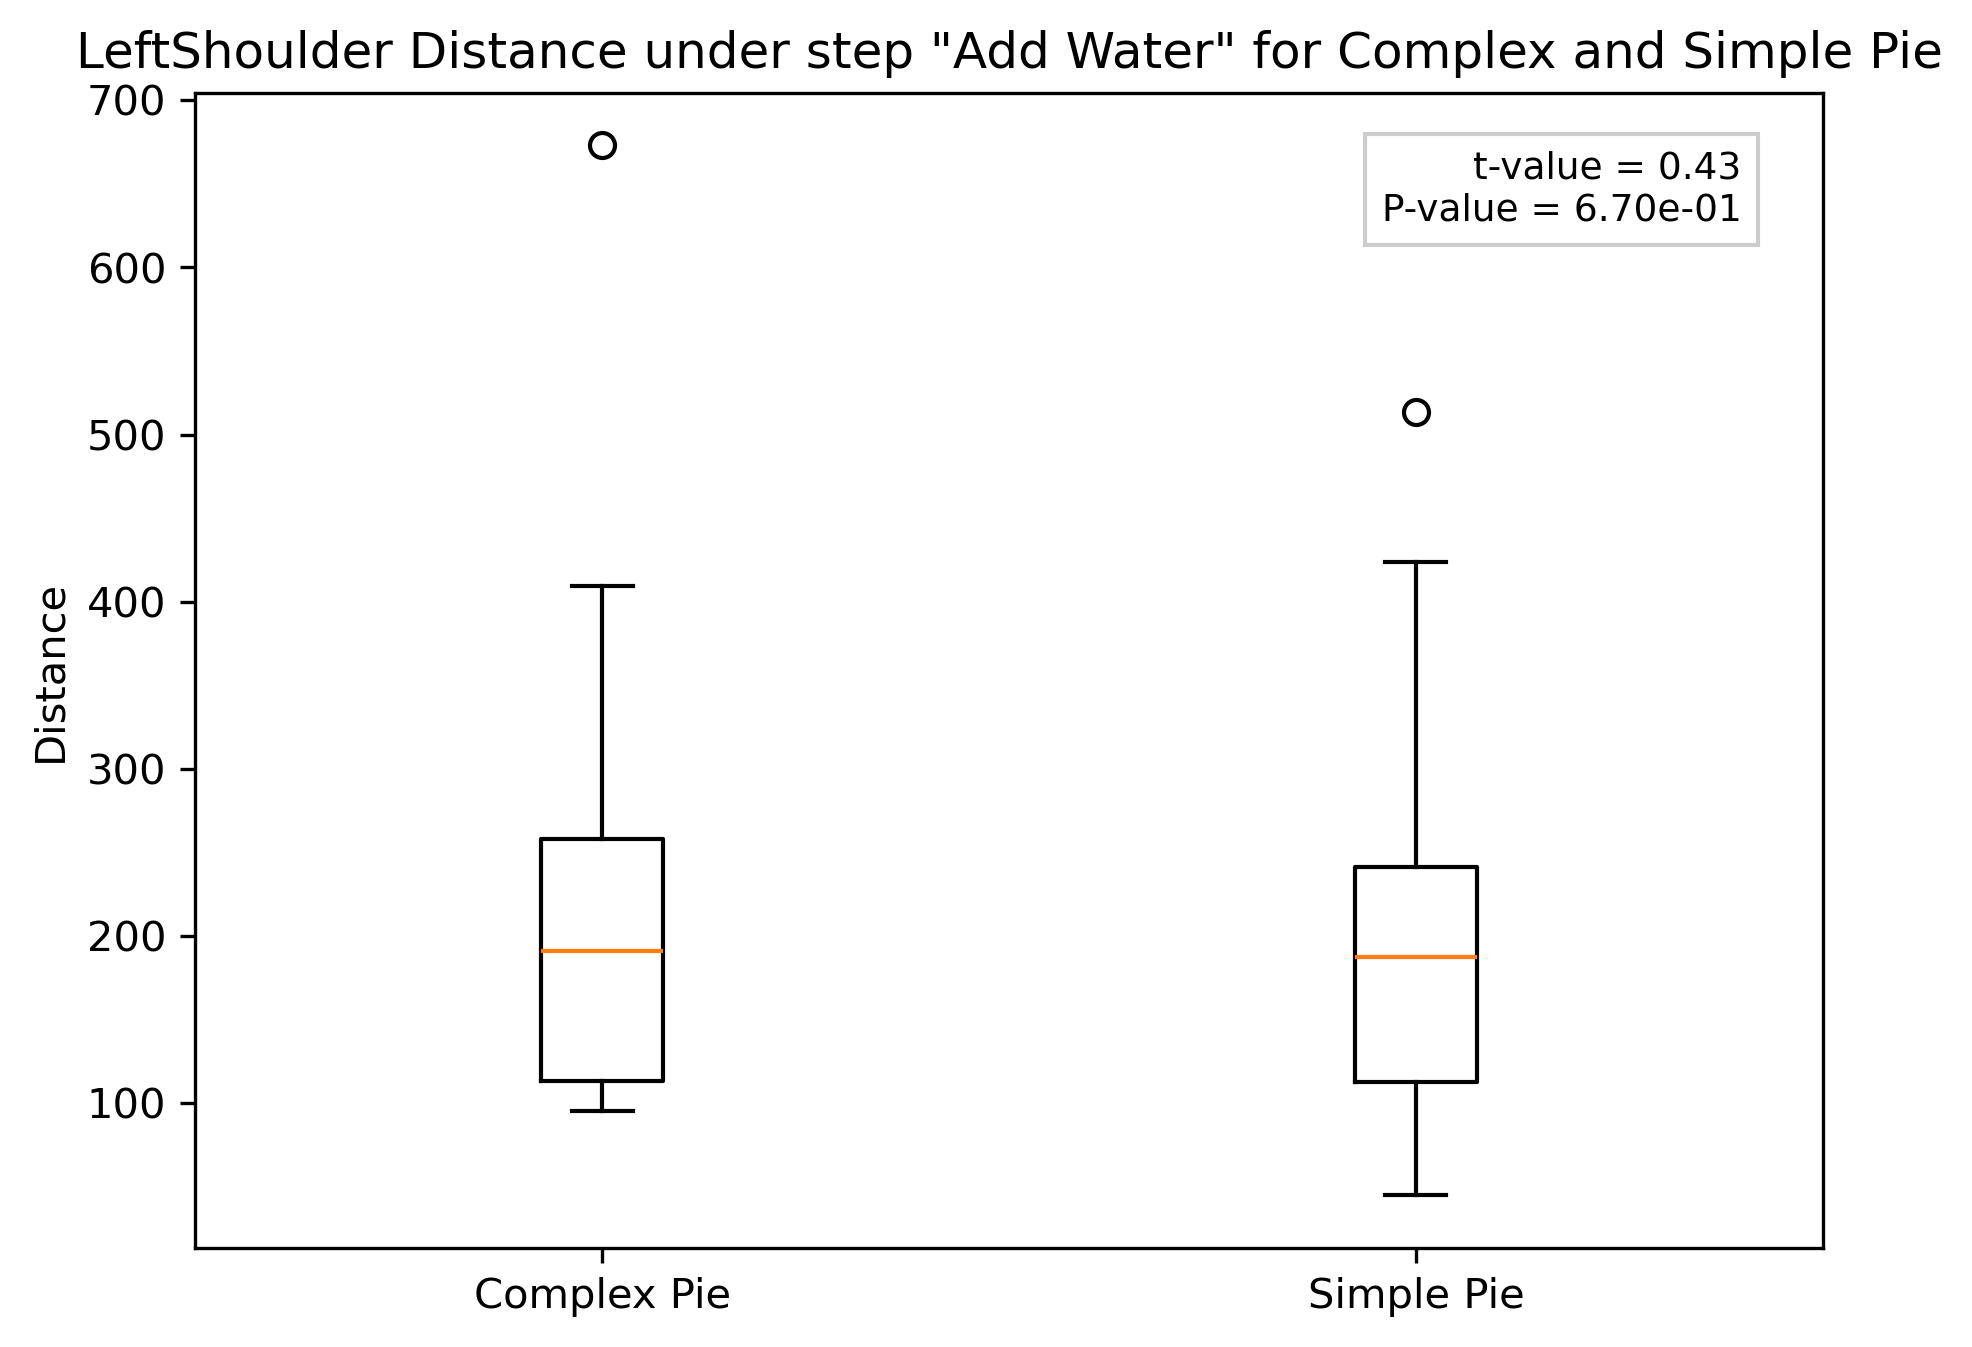 LeftShoulder Distance under step "Add Water" for Complex and Simple Pie
700
600
500
400
300
200
100
Distance
t-value = 0.43
P-value = 6.70e-01
Complex Pie
Simple Pie